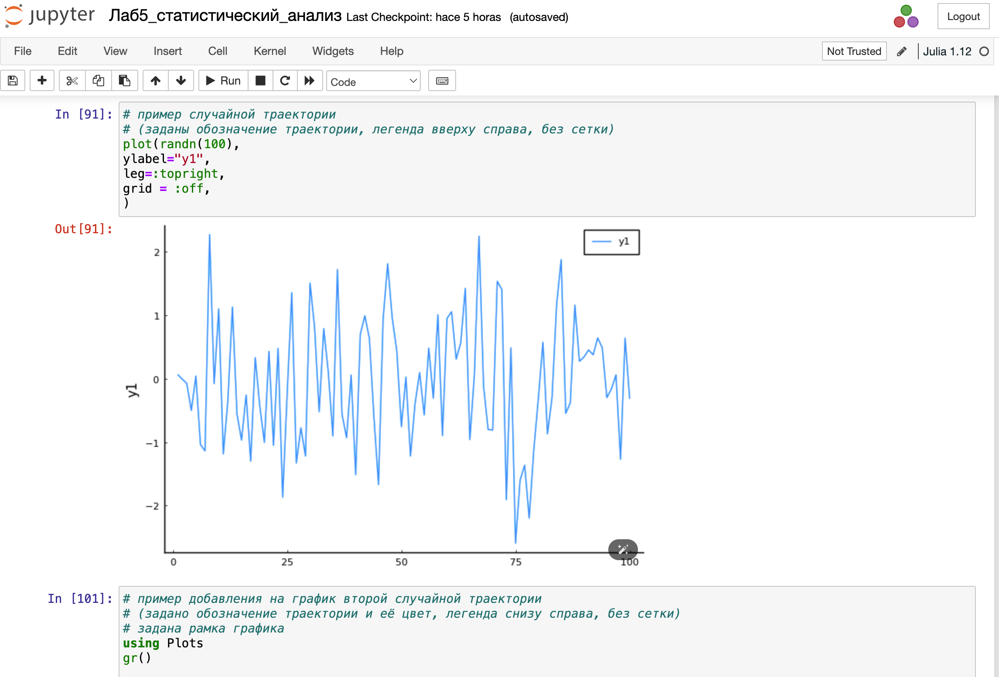 jupyter Лаб5_статистический_анализ Last Checkpoint: hace 5 horas (autosaved) Logout
File Edit View Insert Cell Kernel Widgets Help Not Trusted Julia 1.12
Run Code
In [91]: # пример случайной траектории
# (заданы обозначение траектории, легенда вверху справа, без сетки)
plot(randn(100),
ylabel="y1",
leg=:topright,
grid = :off,
)
Out[91]:
y1
2
1
0
y1
−1
−2
0 25 50 75 100
In [101]: # пример добавления на график второй случайной траектории
# (задано обозначение траектории и её цвет, легенда снизу справа, без сетки)
# задана рамка графика
using Plots
gr()